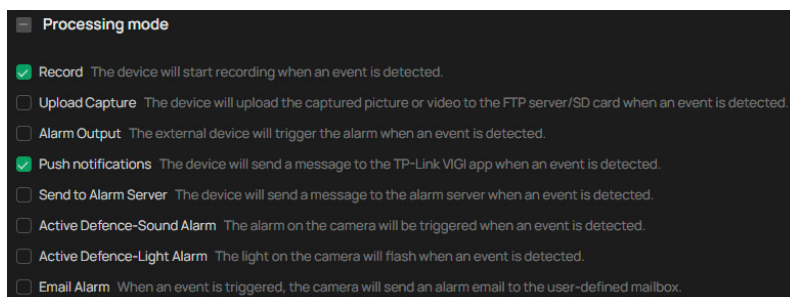 Processing mode
Record The device will start recording when an event is detected.
Upload Capture The device will upload the captured picture or video to the FTP server/SD card when an event is detected.
Alarm Output The external device will trigger the alarm when an event is detected.
Push notifications The device will send a message to the TP-Link VIGI app when an event is detected.
Send to Alarm Server The device will send a message to the alarm server when an event is detected.
Active Defence-Sound Alarm The alarm on the camera will be triggered when an event is detected.
Active Defence-Light Alarm The light on the camera will flash when an event is detected.
Email Alarm When an event is triggered, the camera will send an alarm email to the user-defined mailbox.